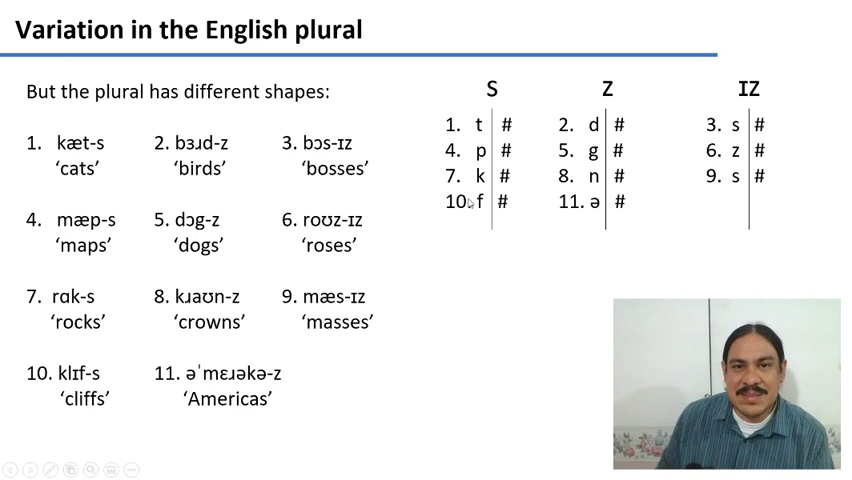 Variation in the English plural
But the plural has different shapes:
1. kæt-s 2. bɜɹd-z 3. bɔs-ɪz
‘cats’ ‘birds’ ‘bosses’
4. mæp-s 5. dɔg-z 6. roʊz-ɪz
‘maps’ ‘dogs’ ‘roses’
7. rɑk-s 8. kɹaʊn-z 9. mæs-ɪz
‘rocks’ ‘crowns’ ‘masses’
10. klɪf-s 11. əˈmɛɹəkə-z
‘cliffs’ ‘Americas’
S Z IZ
1. t # 2. d # 3. s #
4. p # 5. g # 6. z #
7. k # 8. n # 9. s #
10. f # 11. ə #